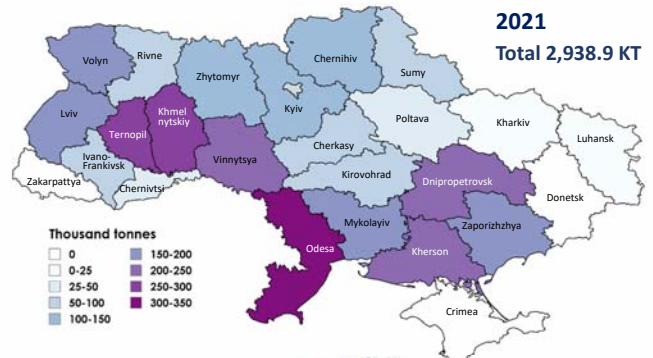 2021
Total 2,938.9 KT
Volyn
Rivne
Zhytomyr
Chernihiv
Sumy
Kyiv
Lviv
Ternopil
Khmel
nytskiy
Poltava
Kharkiv
Luhansk
Ivano-
Frankivsk
Vinnytsya
Cherkasy
Zakarpattya
Chernivtsi
Kirovohrad
Dnipropetrovsk
Donetsk
Mykolayiv
Zaporizhzhya
Odesa
Kherson
Crimea
Thousand tonnes
0
0-25
25-50
50-100
100-150
150-200
200-250
250-300
300-350